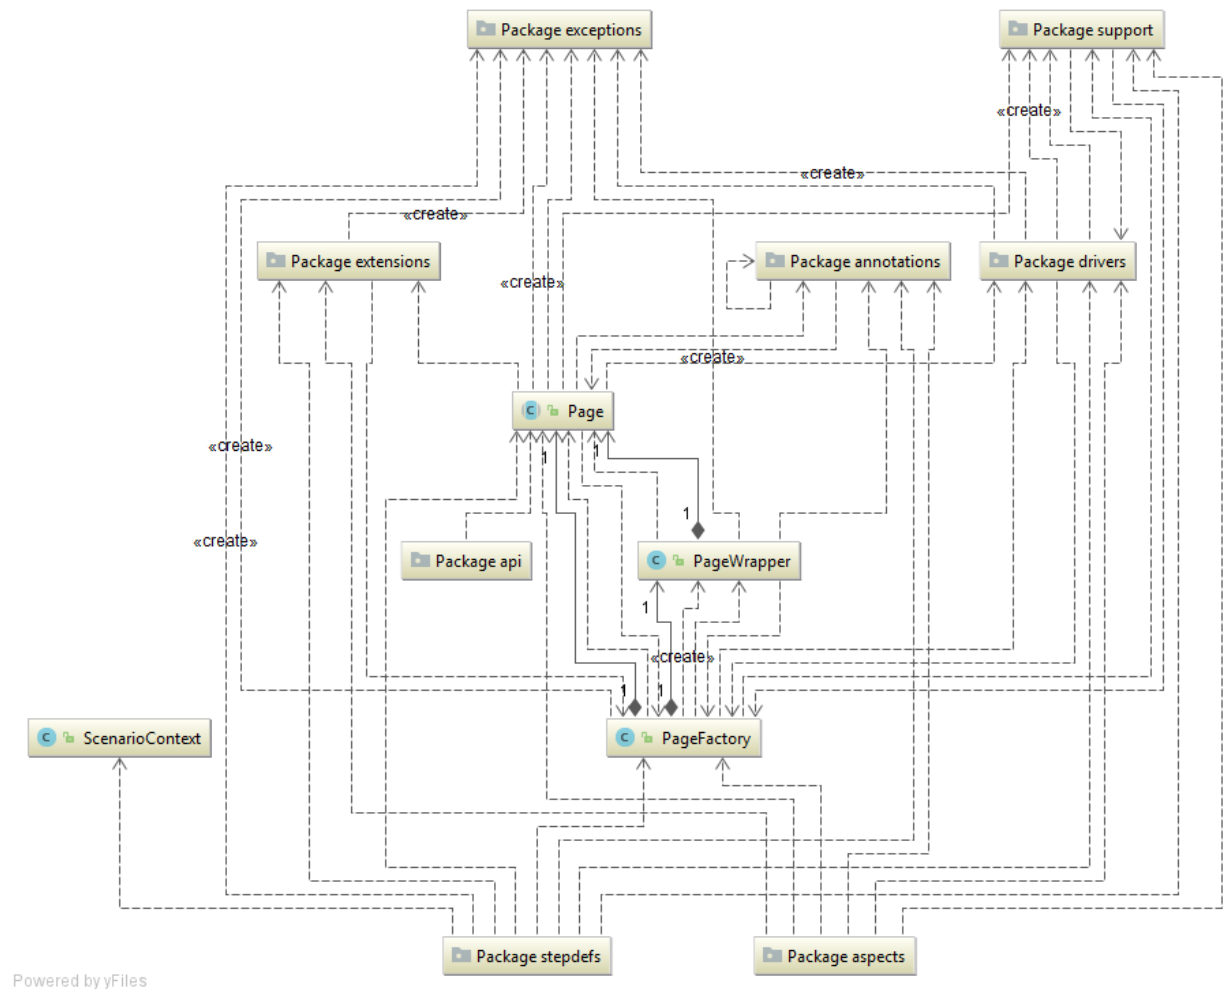 Package exceptions
Package support
«create»
«create»
«create»
Package extensions
Package annotations
Package drivers
«create»
«create»
C Page
«create»
1
1
1
Package api
C PageWrapper
«create»
1
«create»
1
1
C ScenarioContext
C PageFactory
Package stepdefs
Package aspects
Powered by yFiles